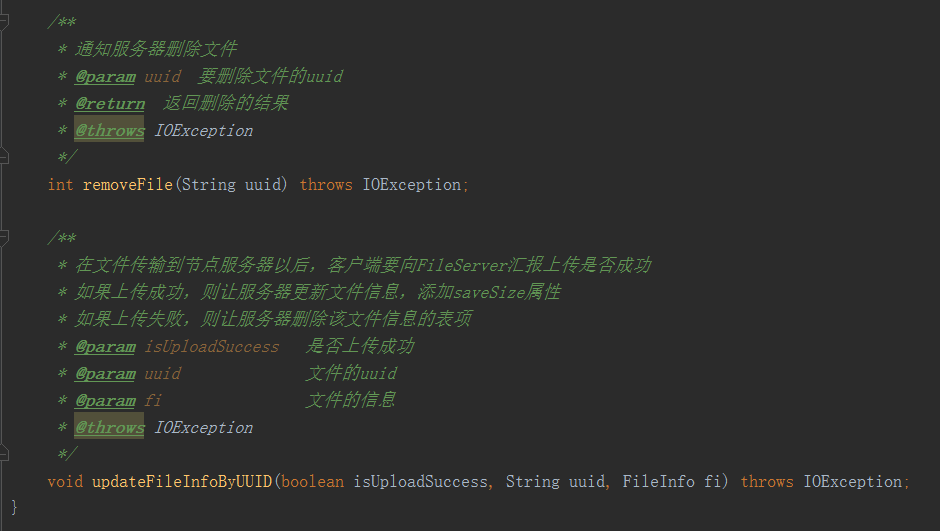 /**
 * 通知服务器删除文件
 * @param uuid  要删除文件的uuid
 * @return  返回删除的结果
 * @throws IOException
 */
int removeFile(String uuid) throws IOException;
/**
 * 在文件传输到节点服务器以后，客户端要向FileServer汇报上传是否成功
 * 如果上传成功，则让服务器更新文件信息，添加saveSize属性
 * 如果上传失败，则让服务器删除该文件信息的表项
 * @param isUploadSuccess   是否上传成功
 * @param uuid              文件的uuid
 * @param fi                文件的信息
 * @throws IOException
 */
void updateFileInfoByUUID(boolean isUploadSuccess, String uuid, FileInfo fi) throws IOException;
}